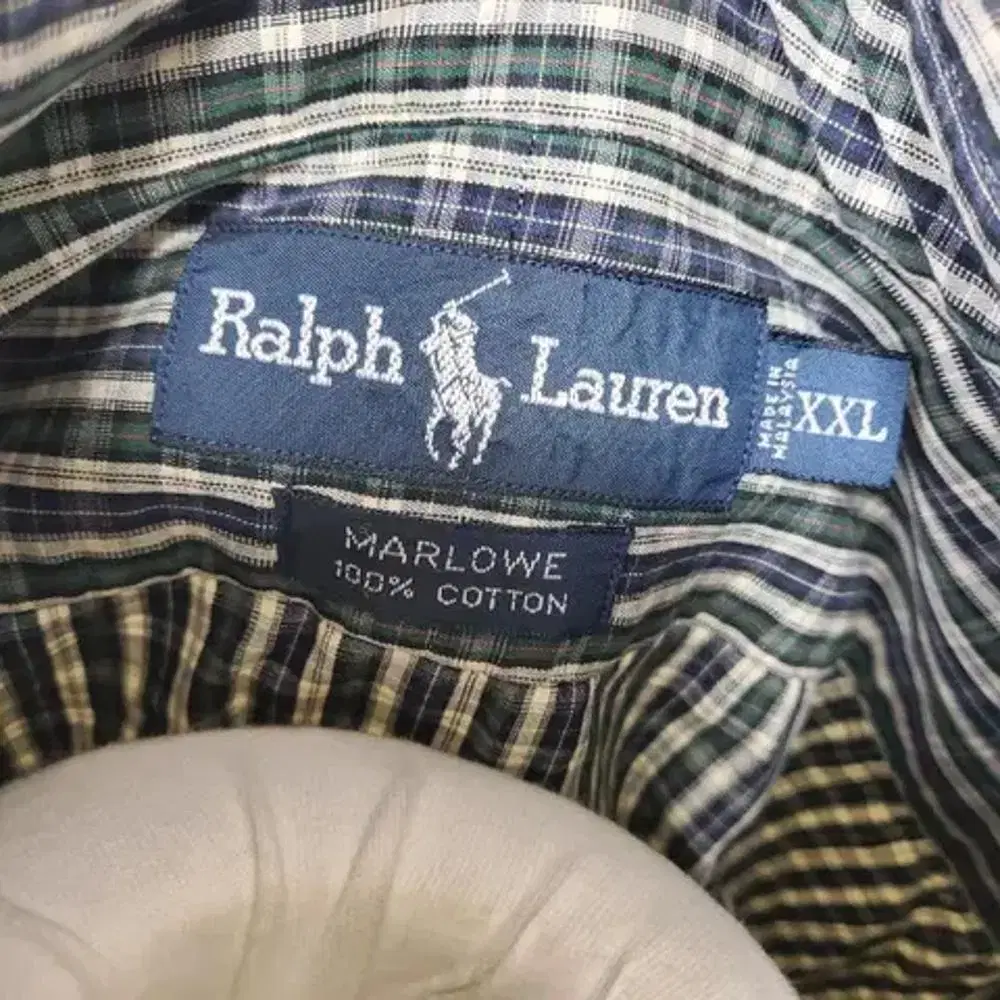 Ralph Lauren
MADE IN
MALAYSIA
XXL
MARLOWE
100% COTTON